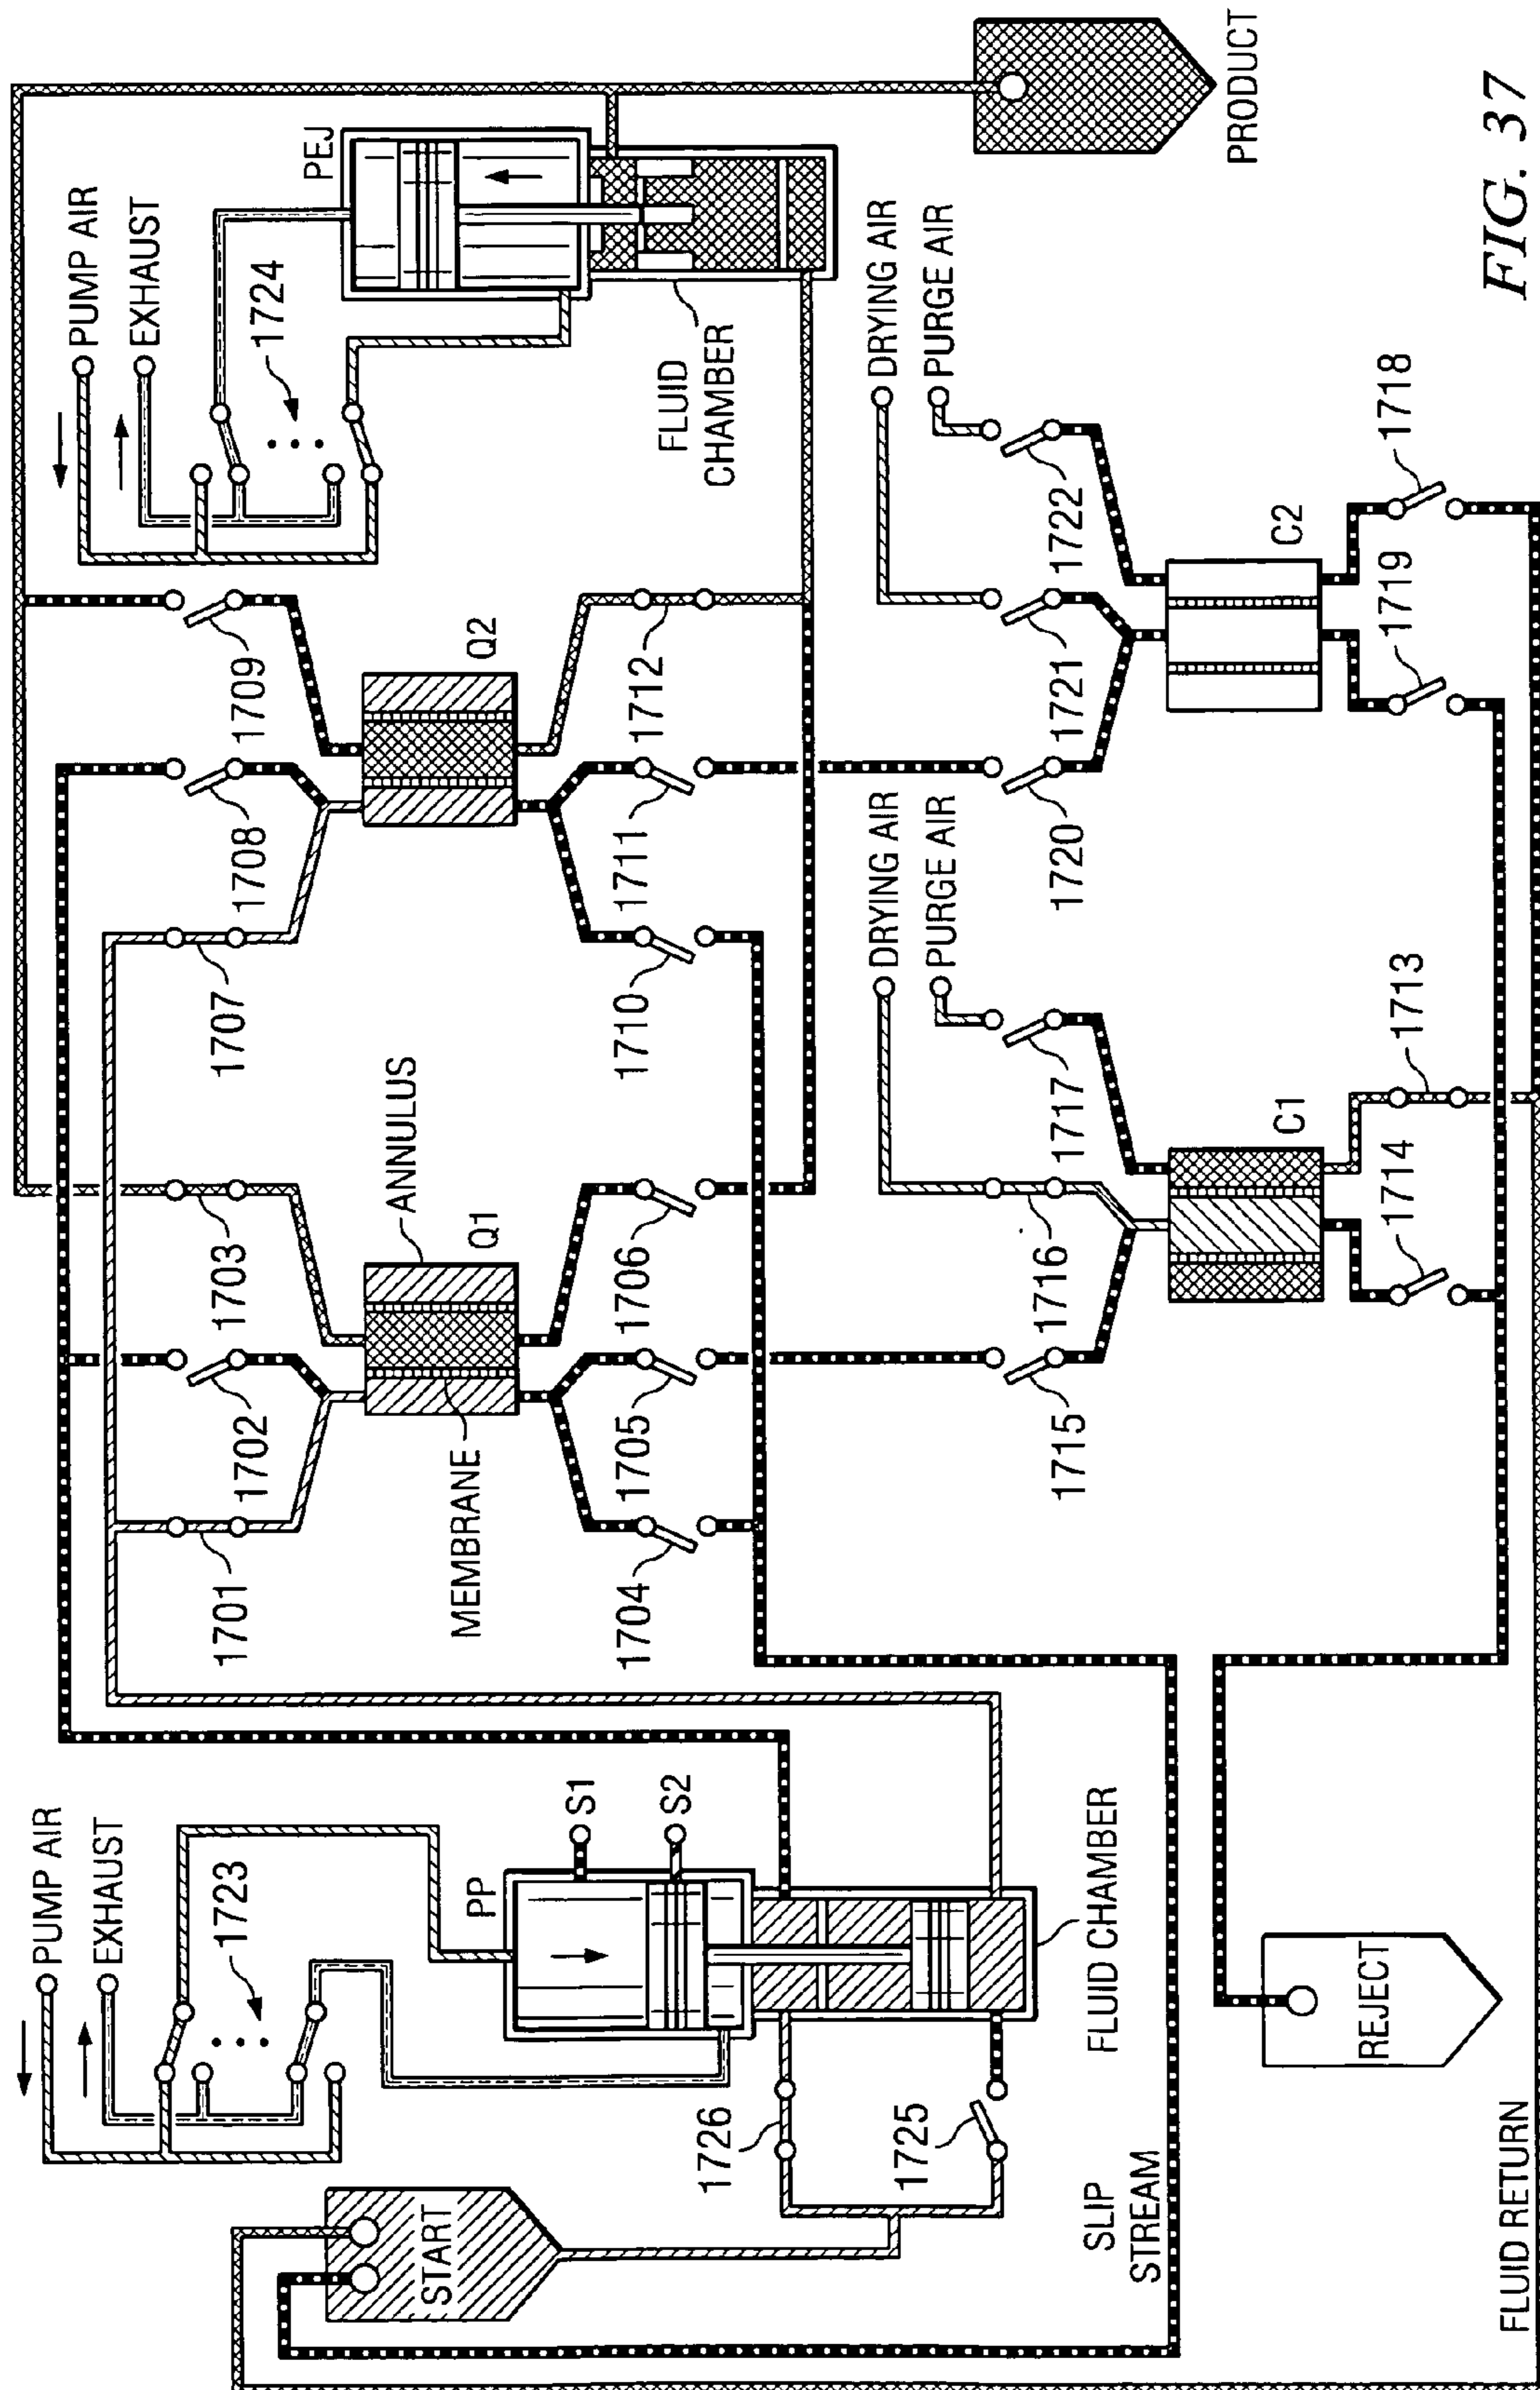 PUMP AIR
EXHAUST
1723
PP
S1
S2
START
1726
1725
FLUID CHAMBER
SLIP
STREAM
REJECT
FLUID RETURN
1701
1702
1703
ANNULUS
MEMBRANE
Q1
1704
1705
1706
1707
1708
1709
Q2
1710
1711
1712
PUMP AIR
EXHAUST
1724
PEJ
FLUID
CHAMBER
PRODUCT
DRYING AIR
PURGE AIR
1715
1716
1717
C1
1714
1713
DRYING AIR
PURGE AIR
1720
1721
1722
C2
1719
1718
FIG. 37